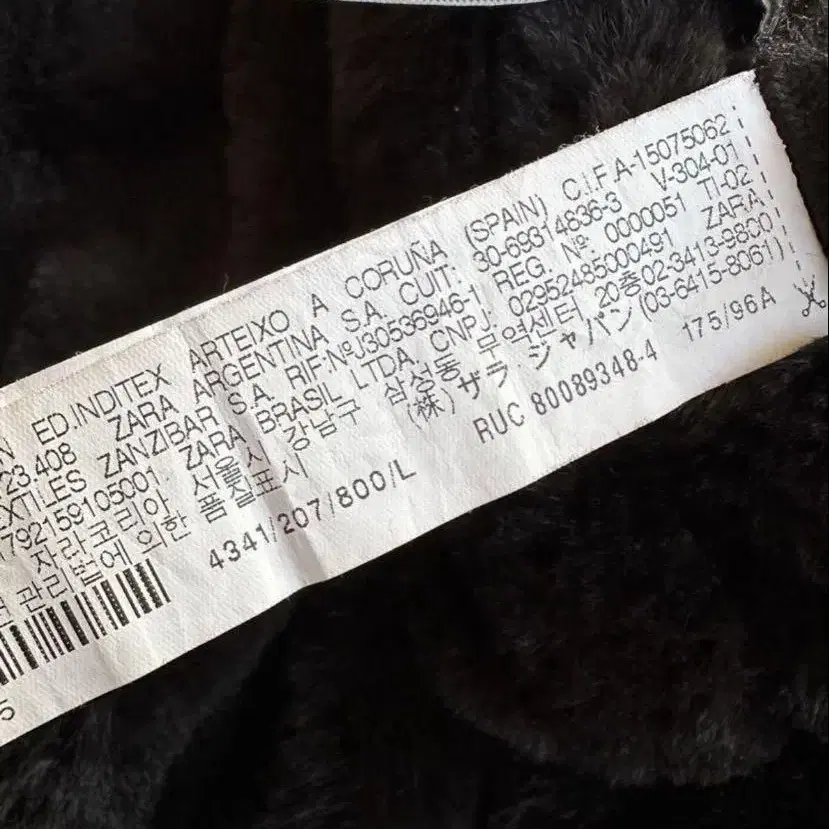 N ED.INDITEX ARTEIXO A CORUÑA (SPAIN) C.I.F A-15075062
23.408 ZARA ARGENTINA S.A. CUIT: 30-69314836-3 V-304-01
EXTILES ZANZIBAR S.A. RIF:NºJ30536946-1 REG. Nº 0000051 TI-02
1792159105001. ZARA BRASIL LTDA, CNPJ: 02952485000491 ZARA
자라코리아 서울시 강남구 삼성동 무역센터, 20층02-3413-9800
관리법에 의한 품질표시 (株)ザラ・ジャパン(03-6415-8061)
4341/207/800/L RUC 80089348-4 175/96A
5